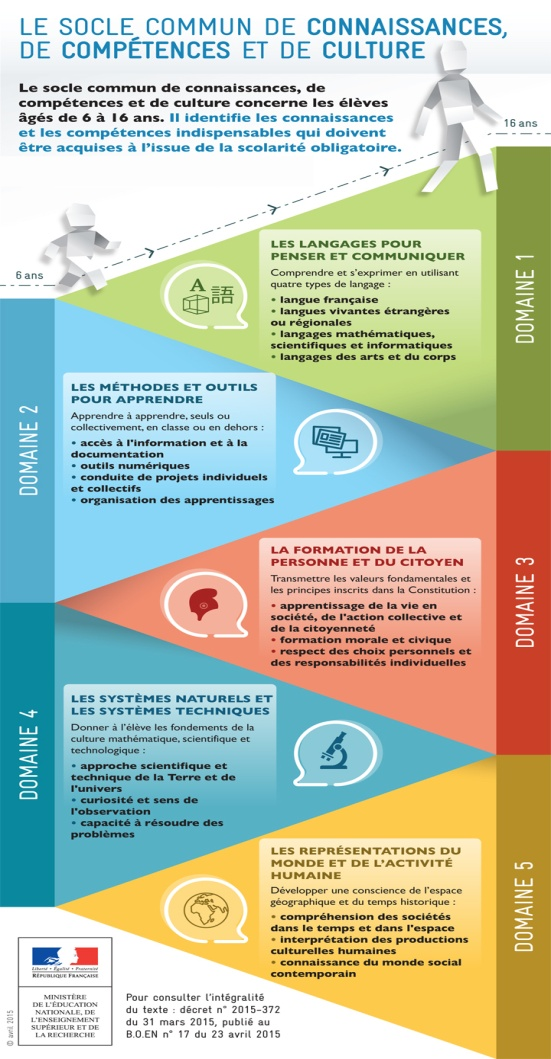 LE SOCLE COMMUN DE CONNAISSANCES,
DE COMPÉTENCES ET DE CULTURE
Le socle commun de connaissances, de
compétences et de culture concerne les élèves
âgés de 6 à 16 ans. Il identifie les connaissances
et les compétences indispensables qui doivent
être acquises à l'issue de la scolarité obligatoire.
16 ans
6 ans
DOMAINE 1
LES LANGAGES POUR
PENSER ET COMMUNIQUER
Comprendre et s'exprimer en utilisant
quatre types de langage :
• langue française
• langues vivantes étrangères
ou régionales
• langages mathématiques,
scientifiques et informatiques
• langages des arts et du corps
A
語
DOMAINE 2
LES MÉTHODES ET OUTILS
POUR APPRENDRE
Apprendre à apprendre, seuls ou
collectivement, en classe ou en dehors :
• accès à l'information et à la
documentation
• outils numériques
• conduite de projets individuels
et collectifs
• organisation des apprentissages
DOMAINE 3
LA FORMATION DE LA
PERSONNE ET DU CITOYEN
Transmettre les valeurs fondamentales et
les principes inscrits dans la Constitution :
• apprentissage de la vie en
société, de l'action collective et
de la citoyenneté
• formation morale et civique
• respect des choix personnels et
des responsabilités individuelles
DOMAINE 4
LES SYSTÈMES NATURELS ET
LES SYSTÈMES TECHNIQUES
Donner à l'élève les fondements de la
culture mathématique, scientifique et
technologique :
• approche scientifique et
technique de la Terre et de
l'univers
• curiosité et sens de
l'observation
• capacité à résoudre des
problèmes
DOMAINE 5
LES REPRÉSENTATIONS DU
MONDE ET DE L'ACTIVITÉ
HUMAINE
Développer une conscience de l'espace
géographique et du temps historique :
• compréhension des sociétés
dans le temps et dans l'espace
• interprétation des productions
culturelles humaines
• connaissance du monde social
contemporain
Liberté • Égalité • Fraternité
RÉPUBLIQUE FRANÇAISE
MINISTÈRE
DE L'ÉDUCATION
NATIONALE, DE
L'ENSEIGNEMENT
SUPÉRIEUR ET DE
LA RECHERCHE
Pour consulter l'intégralité
du texte : décret n° 2015-372
du 31 mars 2015, publié au
B.O.EN n° 17 du 23 avril 2015
© avril 2015